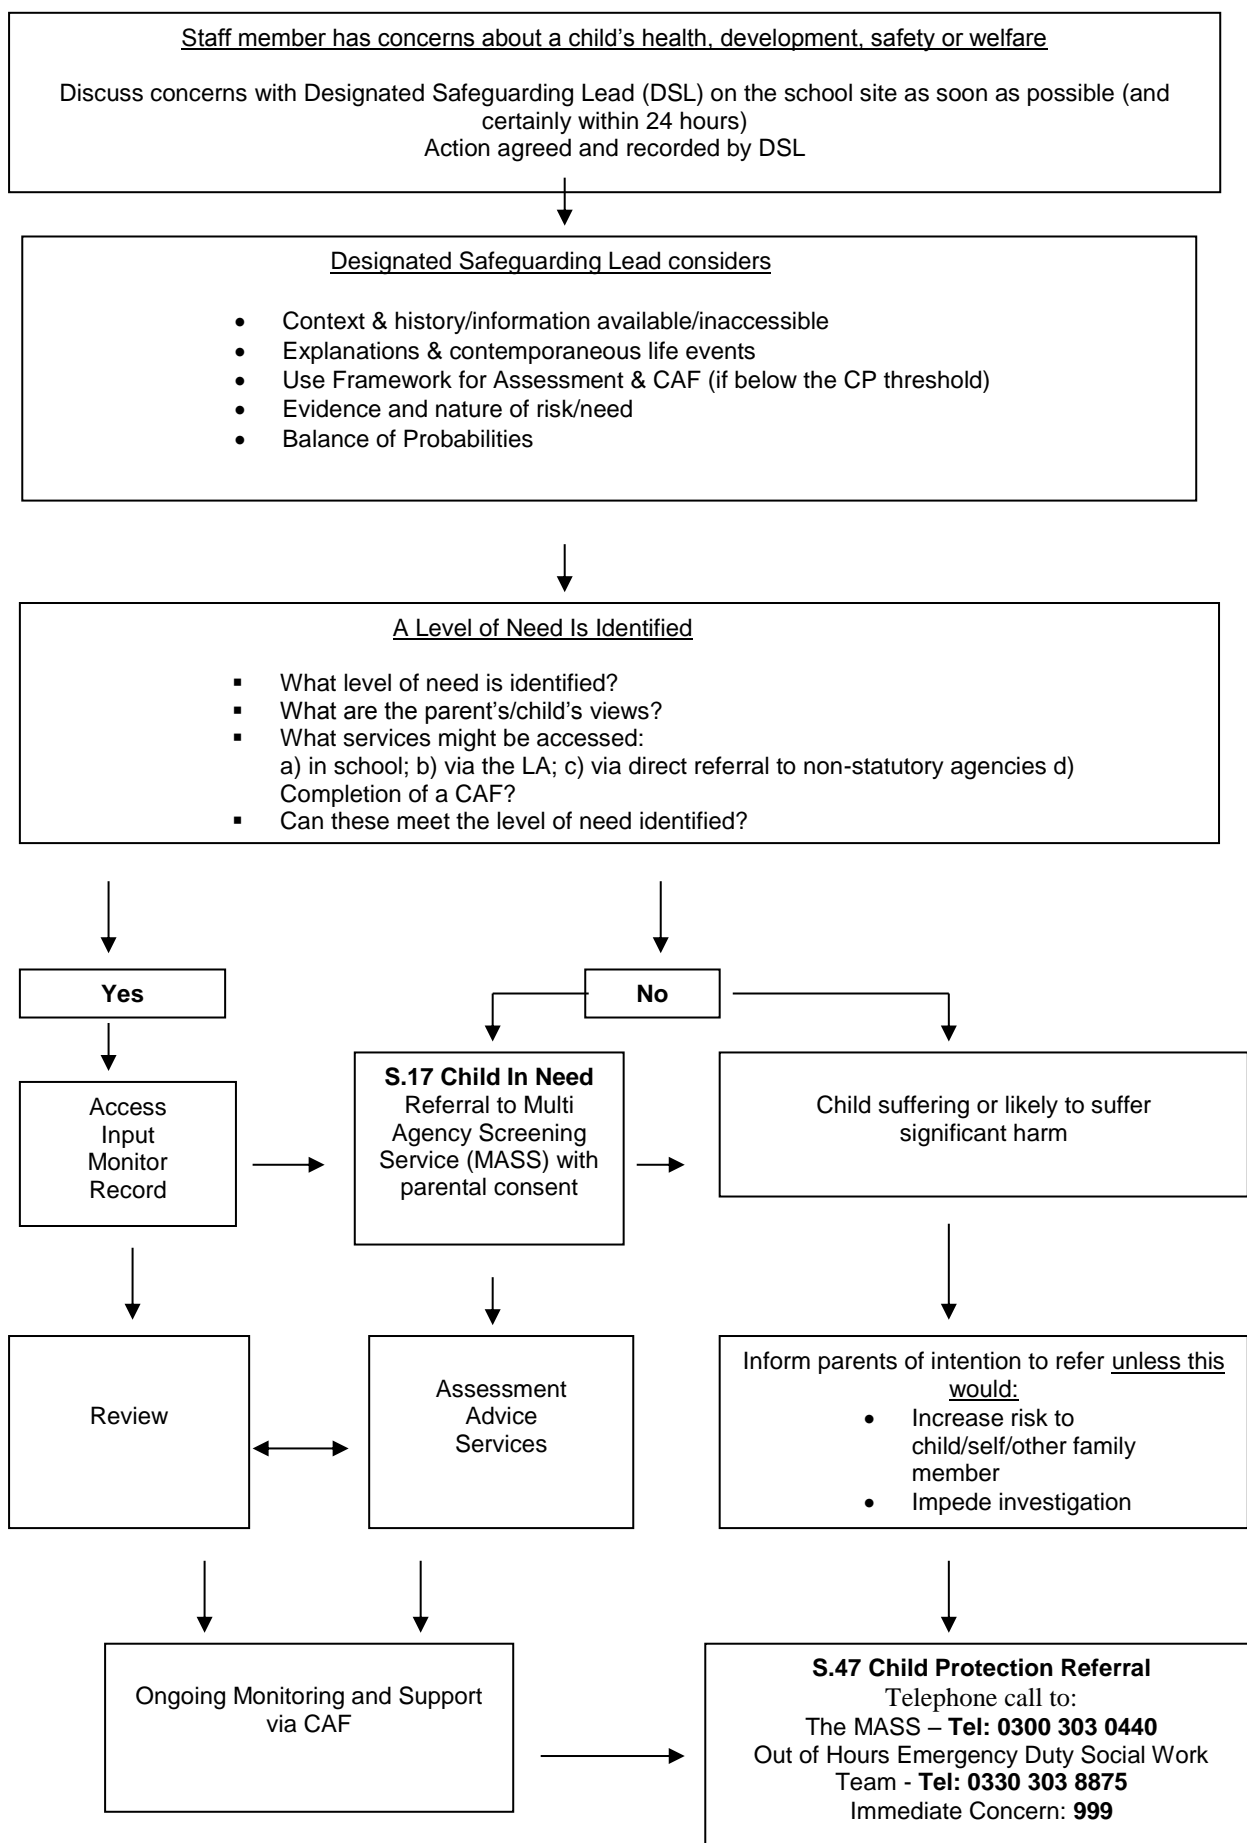 Staff member has concerns about a child's health, development, safety or welfare
Discuss concerns with Designated Safeguarding Lead (DSL) on the school site as soon as possible (and
certainly within 24 hours)
Action agreed and recorded by DSL
Designated Safeguarding Lead considers
• Context & history/information available/inaccessible
• Explanations & contemporaneous life events
• Use Framework for Assessment & CAF (if below the CP threshold)
• Evidence and nature of risk/need
• Balance of Probabilities
A Level of Need Is Identified
▪ What level of need is identified?
▪ What are the parent's/child's views?
▪ What services might be accessed:
a) in school; b) via the LA; c) via direct referral to non-statutory agencies d)
Completion of a CAF?
▪ Can these meet the level of need identified?
Yes
No
Access
Input
Monitor
Record
S.17 Child In Need
Referral to Multi
Agency Screening
Service (MASS) with
parental consent
Child suffering or likely to suffer
significant harm
Review
Assessment
Advice
Services
Inform parents of intention to refer unless this
would:
• Increase risk to
child/self/other family
member
• Impede investigation
Ongoing Monitoring and Support
via CAF
S.47 Child Protection Referral
Telephone call to:
The MASS – Tel: 0300 303 0440
Out of Hours Emergency Duty Social Work
Team - Tel: 0330 303 8875
Immediate Concern: 999